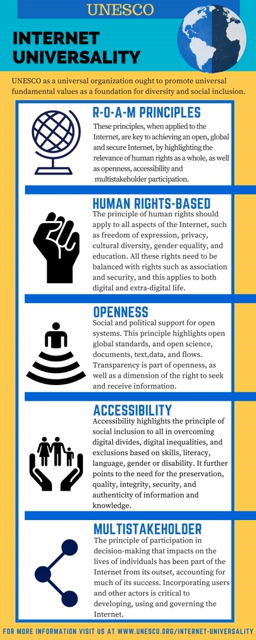 UNESCO
INTERNET
UNIVERSALITY
UNESCO as a universal organization ought to promote universal
fundamental values as a foundation for diversity and social inclusion.
R-O-A-M PRINCIPLES
These principles, when applied to the
Internet, are key to achieving an open, global
and secure Internet, by highlighting the
relevance of human rights as a whole, as well
as openness, accessibility and
multistakeholder participation.
HUMAN RIGHTS-BASED
The principle of human rights should
apply to all aspects of the Internet, such
as freedom of expression, privacy,
cultural diversity, gender equality, and
education. All these rights need to be
balanced with rights such as association
and security, and this applies to both
digital and extra-digital life.
OPENNESS
Social and political support for open
systems. This principle highlights open
global standards, and open science,
documents, text,data, and flows.
Transparency is part of openness, as
well as a dimension of the right to seek
and receive information.
ACCESSIBILITY
Accessibility highlights the principle of
social inclusion to all in overcoming
digital divides, digital inequalities, and
exclusions based on skills, literacy,
language, gender or disability. It further
points to the need for the preservation,
quality, integrity, security, and
authenticity of information and
knowledge.
MULTISTAKEHOLDER
The principle of participation in
decision-making that impacts on the
lives of individuals has been part of the
Internet from its outset, accounting for
much of its success. Incorporating users
and other actors is critical to
developing, using and governing the
Internet.
FOR MORE INFORMATION VISIT US AT WWW.UNESCO.ORG/INTERNET-UNIVERSALITY